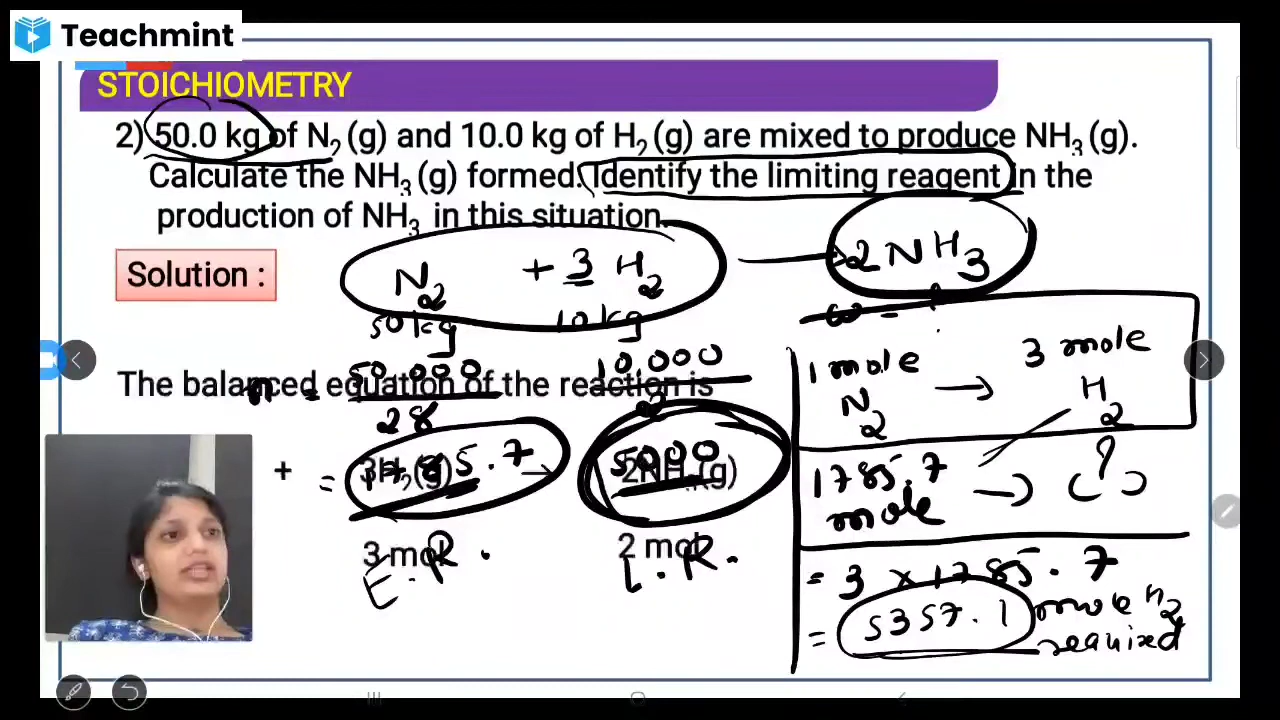 Teachmint
STOICHIOMETRY
2) 50.0 kg of N2 (g) and 10.0 kg of H2 (g) are mixed to produce NH3 (g).
Calculate the NH3 (g) formed. Identify the limiting reagent in the
production of NH3 in this situation.
Solution :
N2 + 3 H2 → 2NH3
50 kg 10 kg
The balanced equation of the reaction is
n = 50,000 / 28
10,000 / 2
+ 3H2(g) → 2NH3(g)
= 1785.7 5000
3 mol 2 mol
E.R. L.R.
1 mole N2 → 3 mole H2
1785.7 mole → ( ? )
= 3 × 1785.7
= 5357.1 mole H2 required